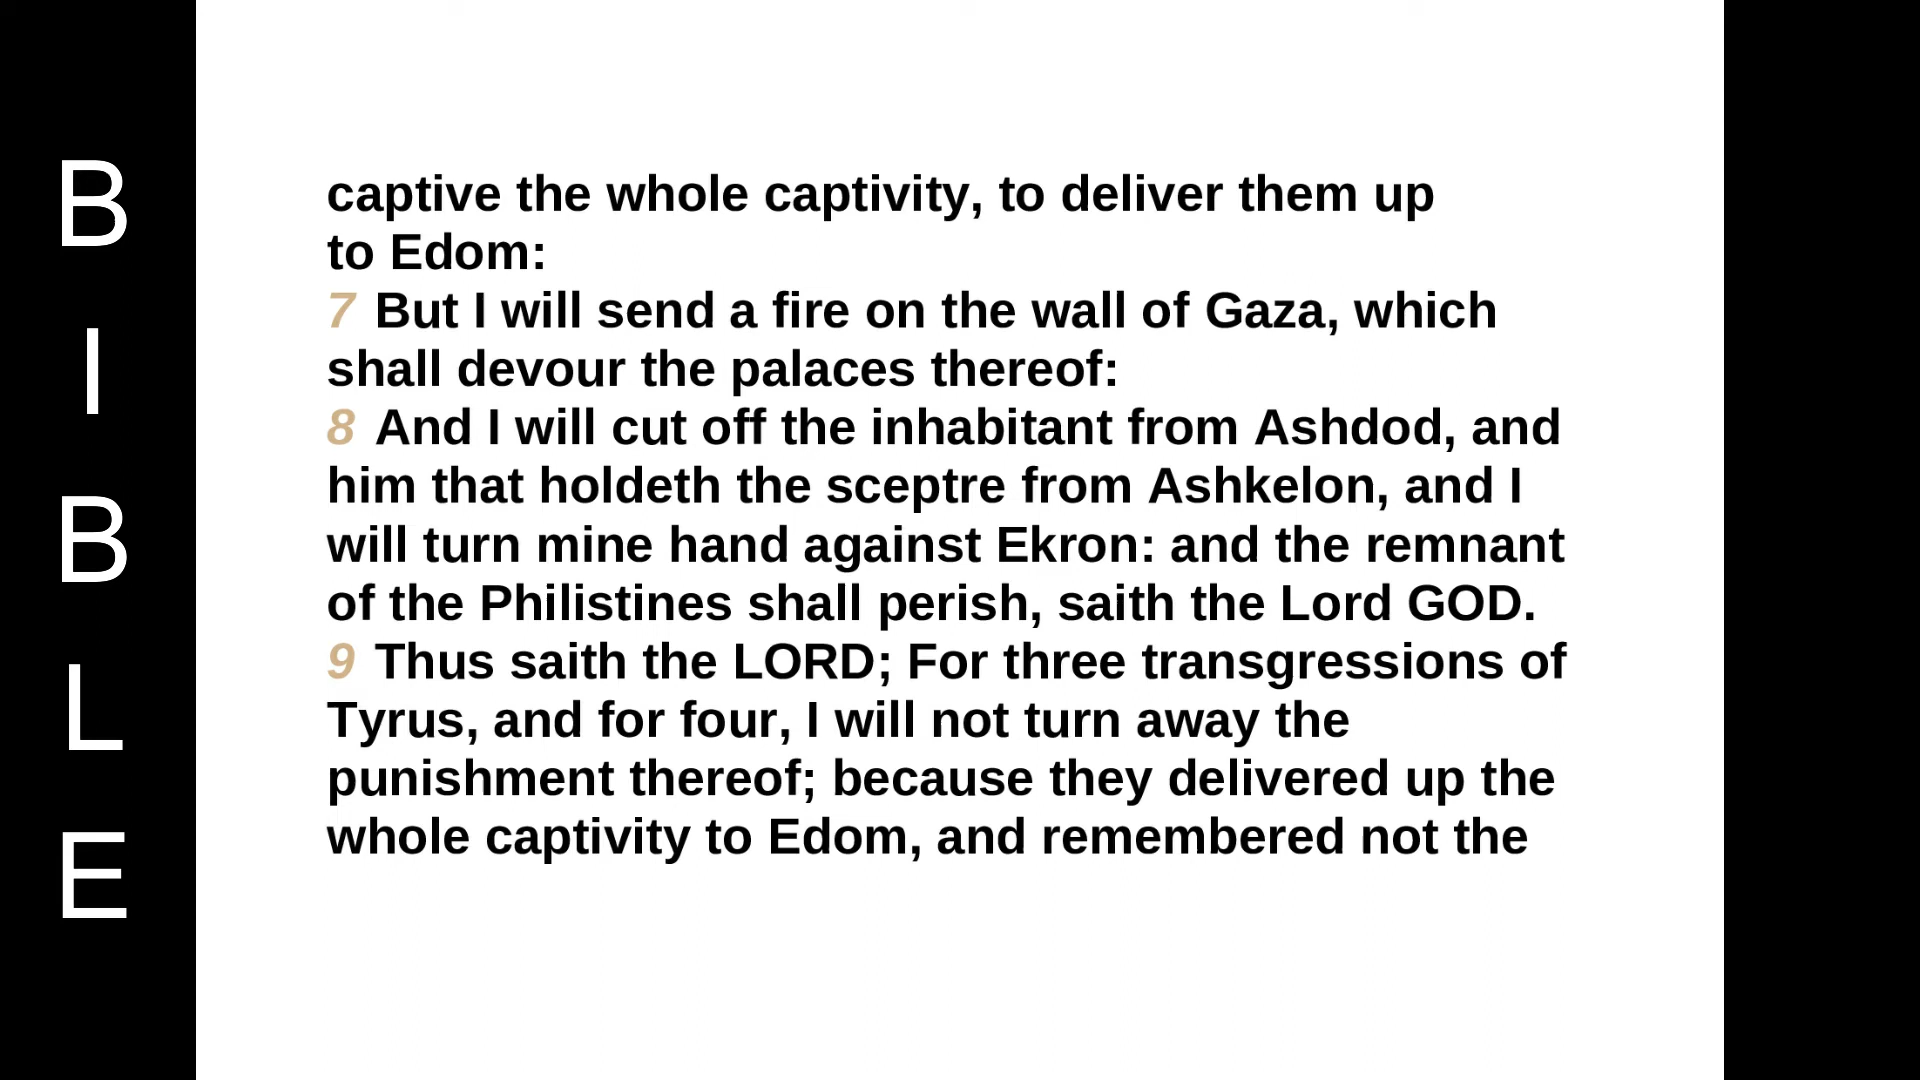 BIBLE
captive the whole captivity, to deliver them up
to Edom:
7 But I will send a fire on the wall of Gaza, which
shall devour the palaces thereof:
8 And I will cut off the inhabitant from Ashdod, and
him that holdeth the sceptre from Ashkelon, and I
will turn mine hand against Ekron: and the remnant
of the Philistines shall perish, saith the Lord GOD.
9 Thus saith the LORD; For three transgressions of
Tyrus, and for four, I will not turn away the
punishment thereof; because they delivered up the
whole captivity to Edom, and remembered not the